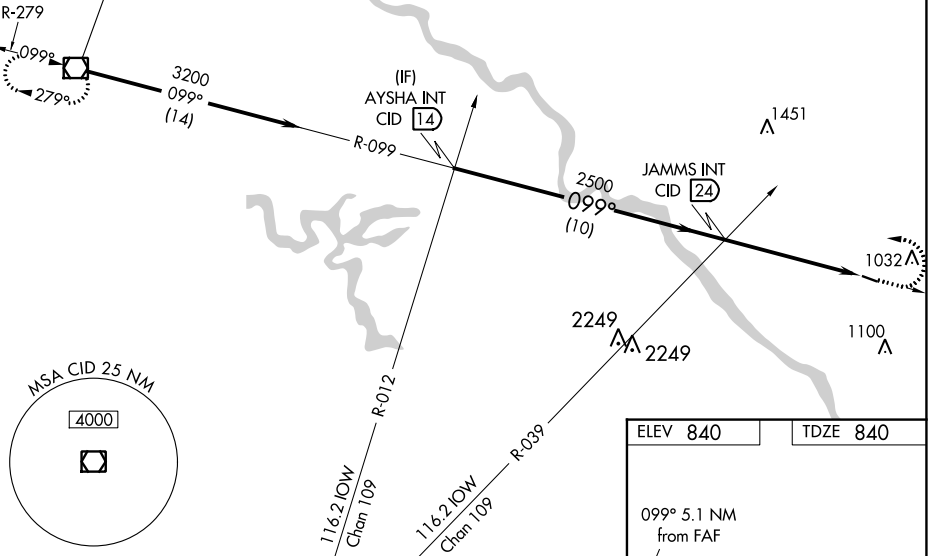 R-279
099°
279°
3200
099°
(14)
(IF)
AYSHA INT
CID 14
R-099
1451
JAMMS INT
CID 24
2500
099°
(10)
1032
2249
2249
1100
MSA CID 25 NM
4000
R-012
R-039
116.2 IOW
Chan 109
116.2 IOW
Chan 109
ELEV 840
TDZE 840
099° 5.1 NM
from FAF